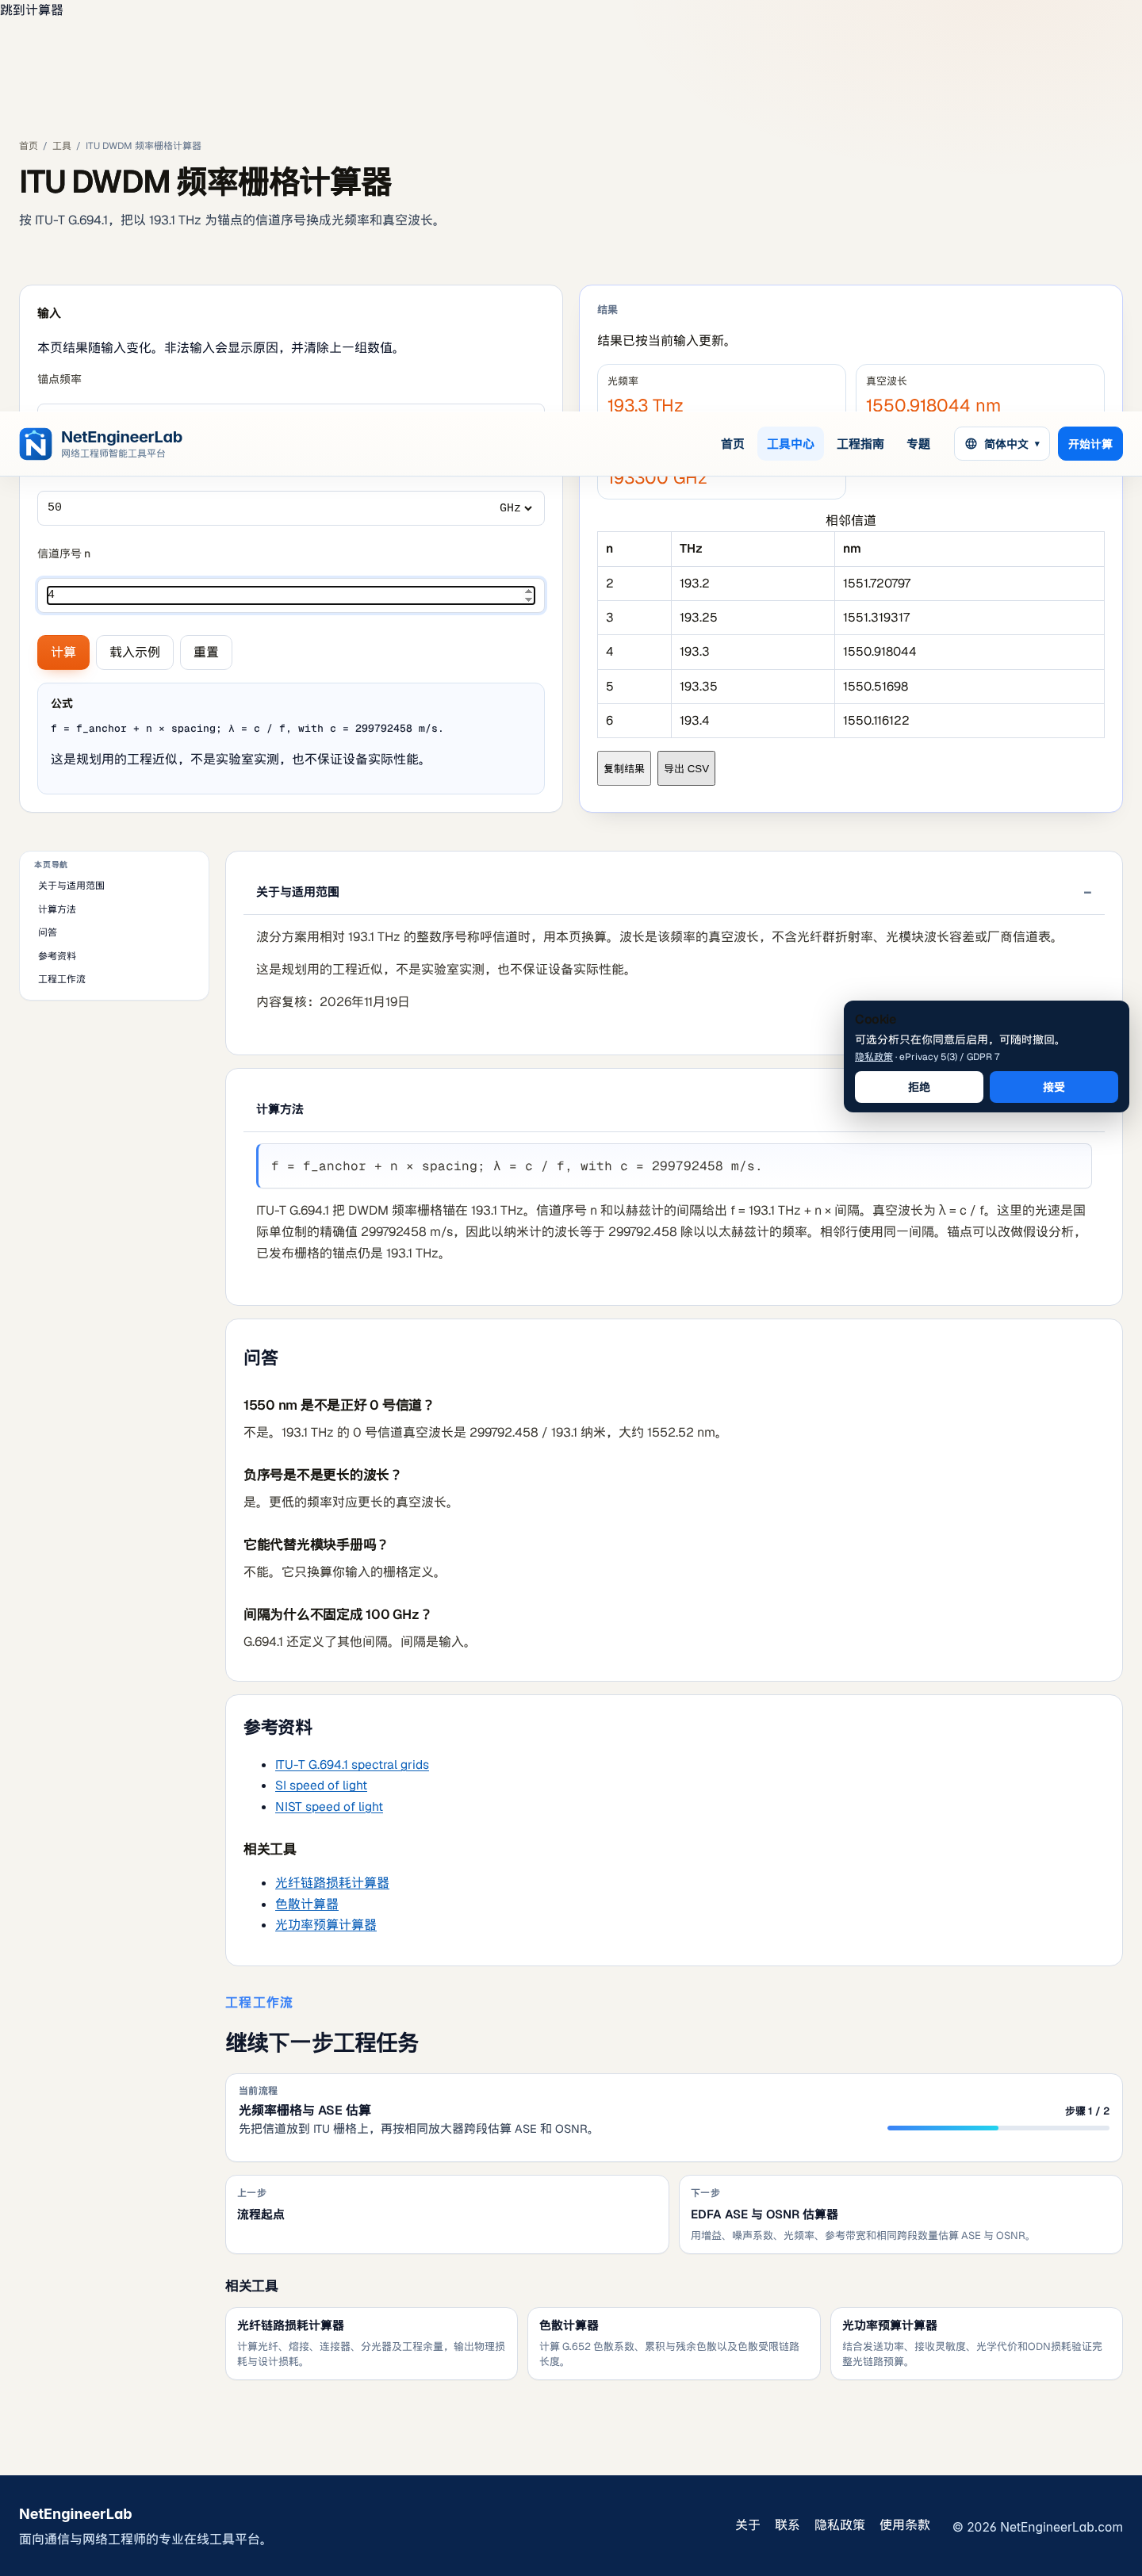 跳到计算器
首页 / 工具 / ITU DWDM 频率栅格计算器
ITU DWDM 频率栅格计算器
按 ITU-T G.694.1，把以 193.1 THz 为锚点的信道序号换成光频率和真空波长。
输入
本页结果随输入变化。非法输入会显示原因，并清除上一组数值。
锚点频率
结果
结果已按当前输入更新。
光频率
193.3 THz
真空波长
1550.918044 nm
NetEngineerLab
网络工程师智能工具平台
首页
工具中心
工程指南
专题
简体中文 ▾
开始计算
193300 GHz
50
GHz
信道序号 n
4
计算
载入示例
重置
公式
f = f_anchor + n × spacing; λ = c / f, with c = 299792458 m/s.
这是规划用的工程近似，不是实验室实测，也不保证设备实际性能。
相邻信道
n THz nm
2 193.2 1551.720797
3 193.25 1551.319317
4 193.3 1550.918044
5 193.35 1550.51698
6 193.4 1550.116122
复制结果
导出 CSV
本页导航
关于与适用范围
计算方法
问答
参考资料
工程工作流
关于与适用范围
−
波分方案用相对 193.1 THz 的整数序号称呼信道时，用本页换算。波长是该频率的真空波长，不含光纤群折射率、光模块波长容差或厂商信道表。
这是规划用的工程近似，不是实验室实测，也不保证设备实际性能。
内容复核：2026年11月19日
Cookie
可选分析只在你同意后启用，可随时撤回。
隐私政策 · ePrivacy 5(3) / GDPR 7
拒绝
接受
计算方法
f = f_anchor + n × spacing; λ = c / f, with c = 299792458 m/s.
ITU-T G.694.1 把 DWDM 频率栅格锚在 193.1 THz。信道序号 n 和以赫兹计的间隔给出 f = 193.1 THz + n × 间隔。真空波长为 λ = c / f。这里的光速是国
际单位制的精确值 299792458 m/s，因此以纳米计的波长等于 299792.458 除以以太赫兹计的频率。相邻行使用同一间隔。锚点可以改做假设分析，
已发布栅格的锚点仍是 193.1 THz。
问答
1550 nm 是不是正好 0 号信道？
不是。193.1 THz 的 0 号信道真空波长是 299792.458 / 193.1 纳米，大约 1552.52 nm。
负序号是不是更长的波长？
是。更低的频率对应更长的真空波长。
它能代替光模块手册吗？
不能。它只换算你输入的栅格定义。
间隔为什么不固定成 100 GHz？
G.694.1 还定义了其他间隔。间隔是输入。
参考资料
ITU-T G.694.1 spectral grids
SI speed of light
NIST speed of light
相关工具
光纤链路损耗计算器
色散计算器
光功率预算计算器
工程工作流
继续下一步工程任务
当前流程
光频率栅格与 ASE 估算
先把信道放到 ITU 栅格上，再按相同放大器跨段估算 ASE 和 OSNR。
步骤 1 / 2
上一步
流程起点
下一步
EDFA ASE 与 OSNR 估算器
用增益、噪声系数、光频率、参考带宽和相同跨段数量估算 ASE 与 OSNR。
相关工具
光纤链路损耗计算器
计算光纤、熔接、连接器、分光器及工程余量，输出物理损
耗与设计损耗。
色散计算器
计算 G.652 色散系数、累积与残余色散以及色散受限链路
长度。
光功率预算计算器
结合发送功率、接收灵敏度、光学代价和ODN损耗验证完
整光链路预算。
NetEngineerLab
面向通信与网络工程师的专业在线工具平台。
关于
联系
隐私政策
使用条款
© 2026 NetEngineerLab.com